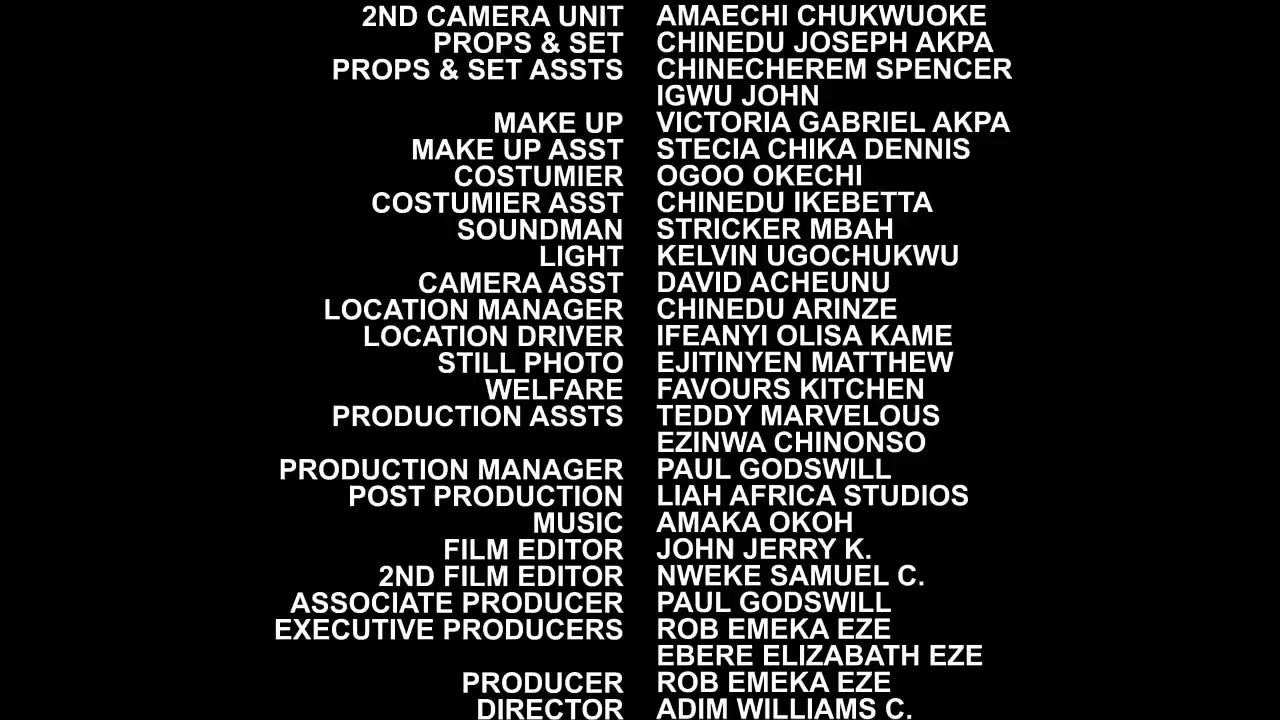 2ND CAMERA UNIT AMAECHI CHUKWUOKE
PROPS & SET CHINEDU JOSEPH AKPA
PROPS & SET ASSTS CHINECHEREM SPENCER
IGWU JOHN
MAKE UP VICTORIA GABRIEL AKPA
MAKE UP ASST STECIA CHIKA DENNIS
COSTUMIER OGOO OKECHI
COSTUMIER ASST CHINEDU IKEBETTA
SOUNDMAN STRICKER MBAH
LIGHT KELVIN UGOCHUKWU
CAMERA ASST DAVID ACHEUNU
LOCATION MANAGER CHINEDU ARINZE
LOCATION DRIVER IFEANYI OLISA KAME
STILL PHOTO EJITINYEN MATTHEW
WELFARE FAVOURS KITCHEN
PRODUCTION ASSTS TEDDY MARVELOUS
EZINWA CHINONSO
PRODUCTION MANAGER PAUL GODSWILL
POST PRODUCTION LIAH AFRICA STUDIOS
MUSIC AMAKA OKOH
FILM EDITOR JOHN JERRY K.
2ND FILM EDITOR NWEKE SAMUEL C.
ASSOCIATE PRODUCER PAUL GODSWILL
EXECUTIVE PRODUCERS ROB EMEKA EZE
EBERE ELIZABATH EZE
PRODUCER ROB EMEKA EZE
DIRECTOR ADIM WILLIAMS C.